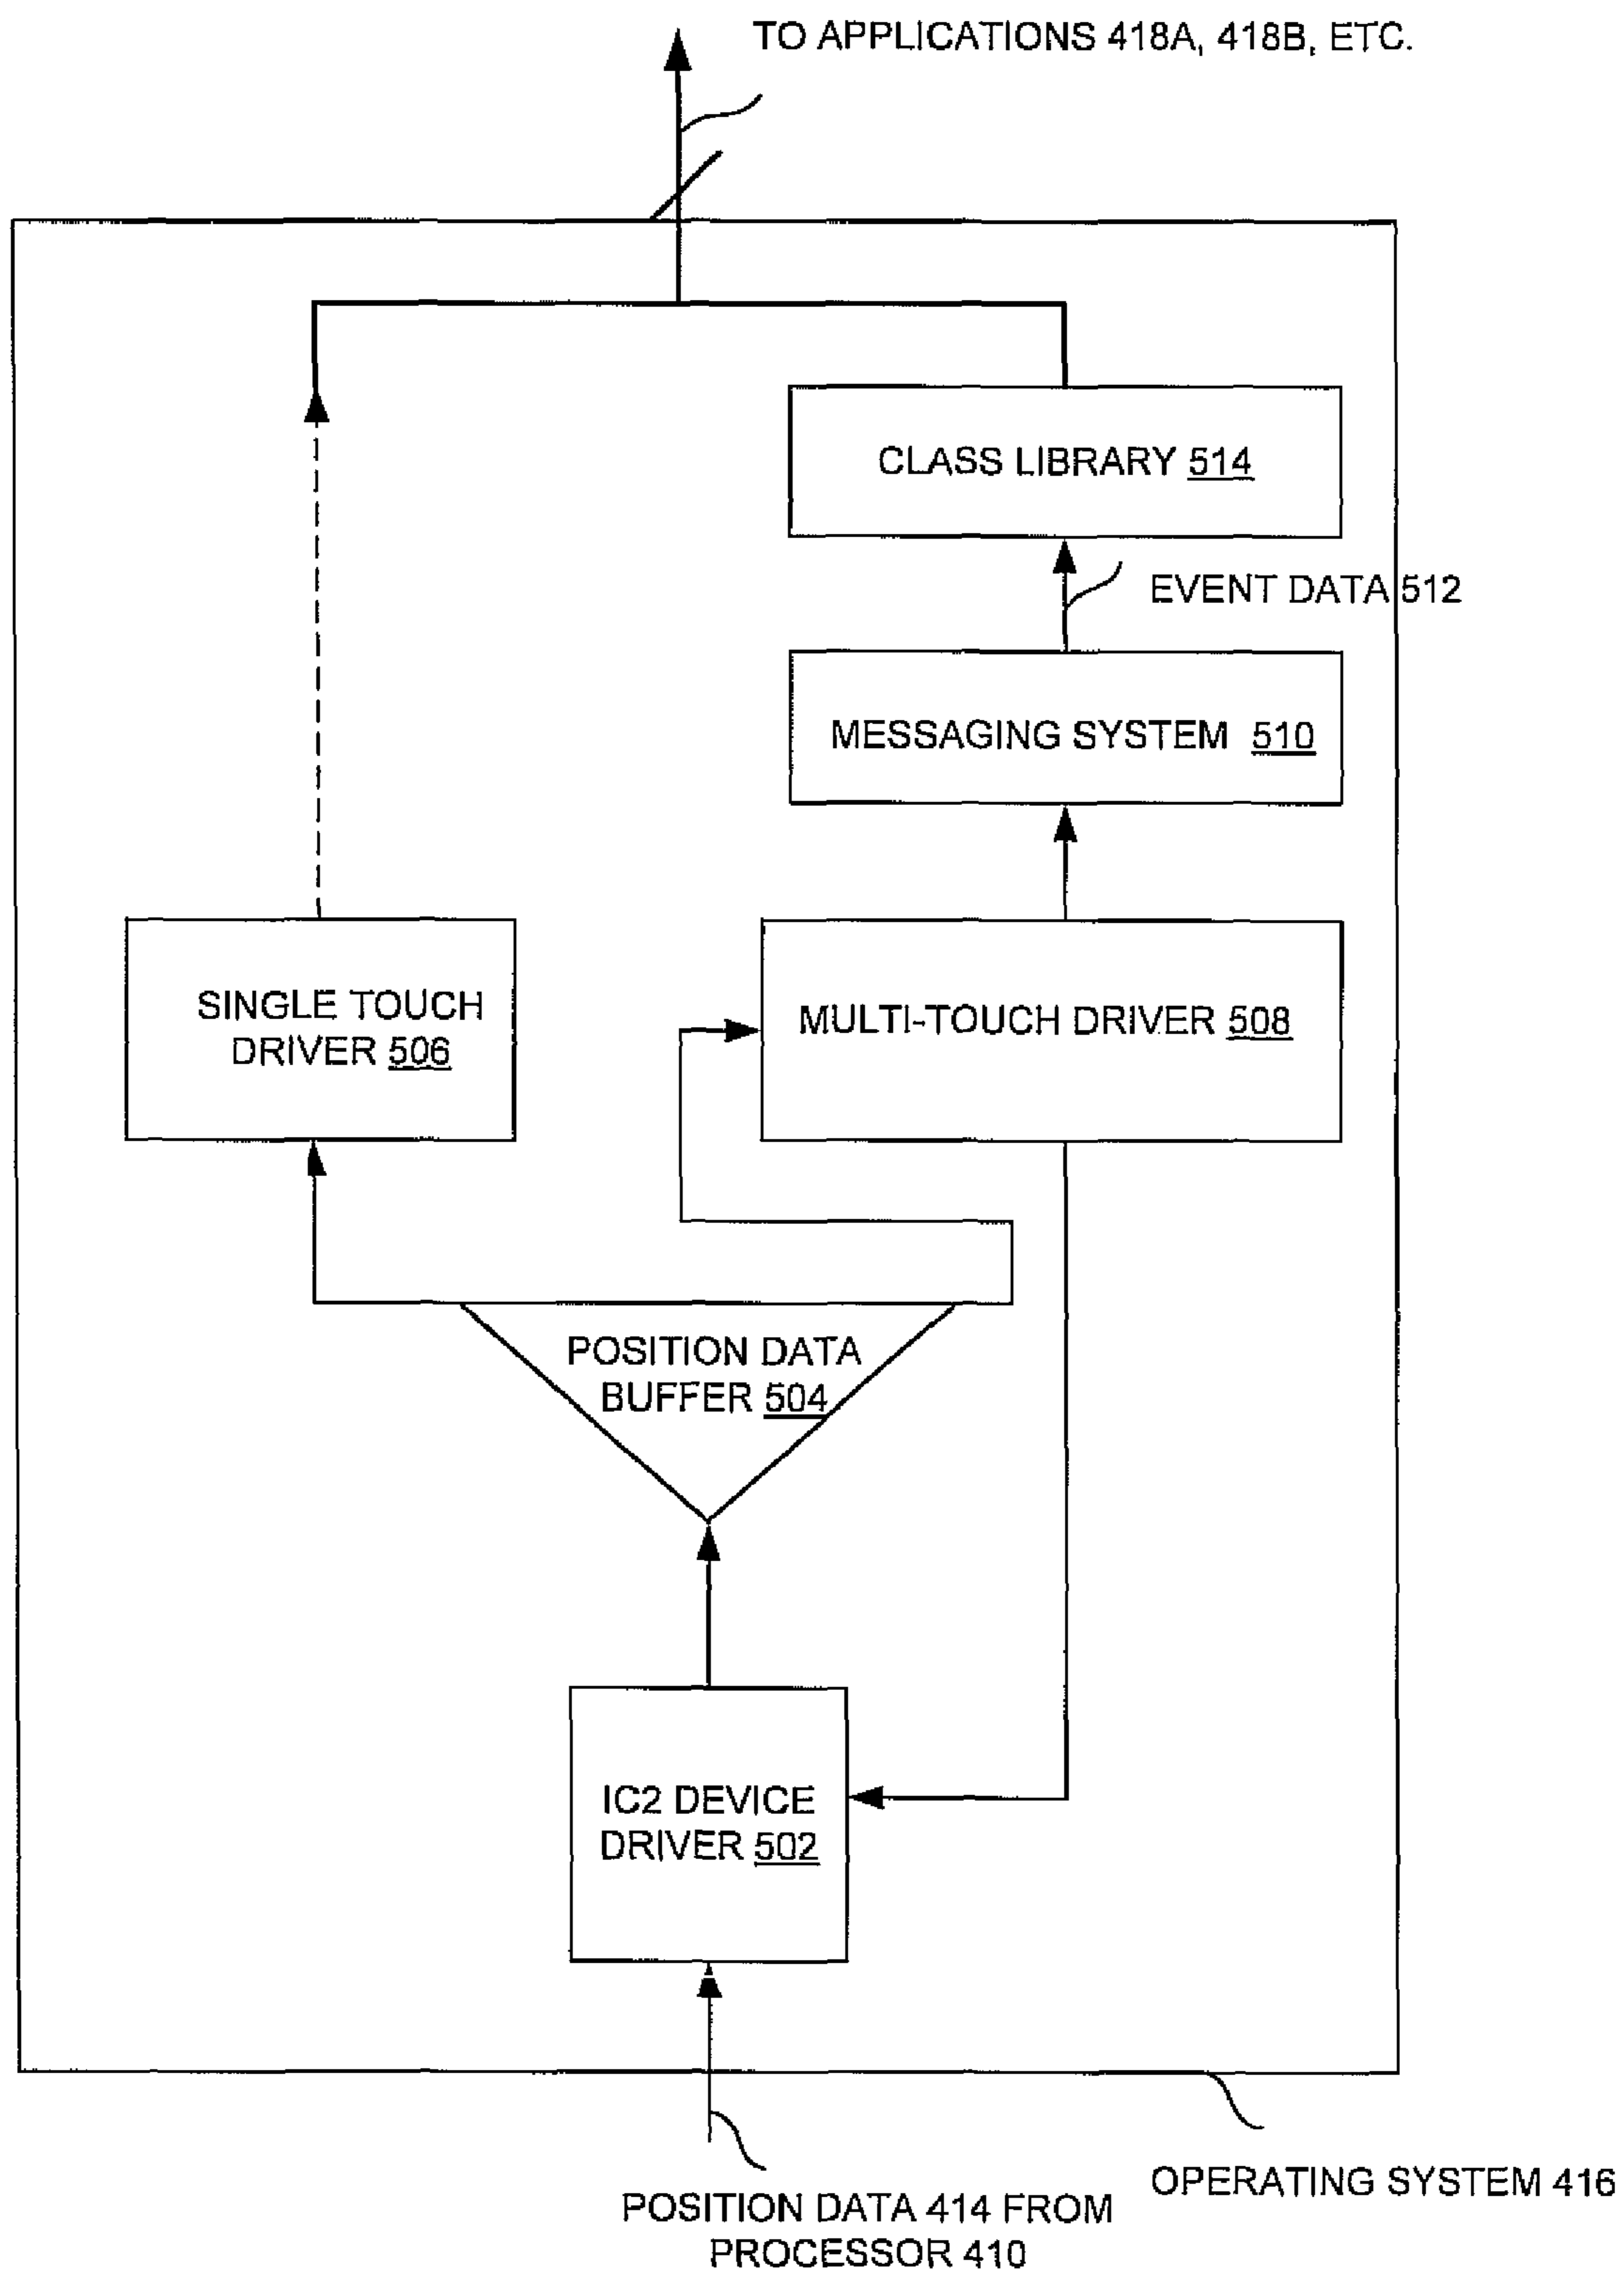 TO APPLICATIONS 418A, 418B, ETC.
CLASS LIBRARY 514
EVENT DATA 512
MESSAGING SYSTEM 510
SINGLE TOUCH
DRIVER 506
MULTI-TOUCH DRIVER 508
POSITION DATA
BUFFER 504
IC2 DEVICE
DRIVER 502
OPERATING SYSTEM 416
POSITION DATA 414 FROM
PROCESSOR 410